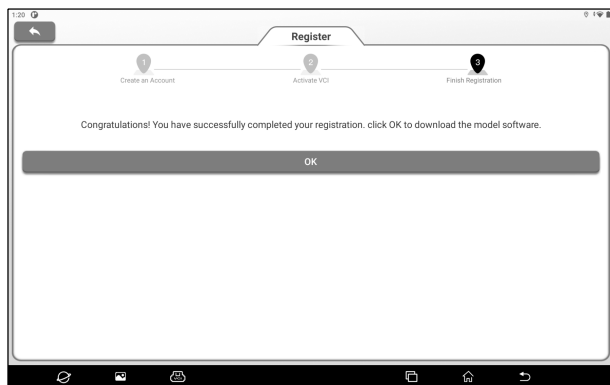 1:20
Register
1
2
3
Create an Account
Activate VCI
Finish Registration
Congratulations! You have successfully completed your registration. click OK to download the model software.
OK